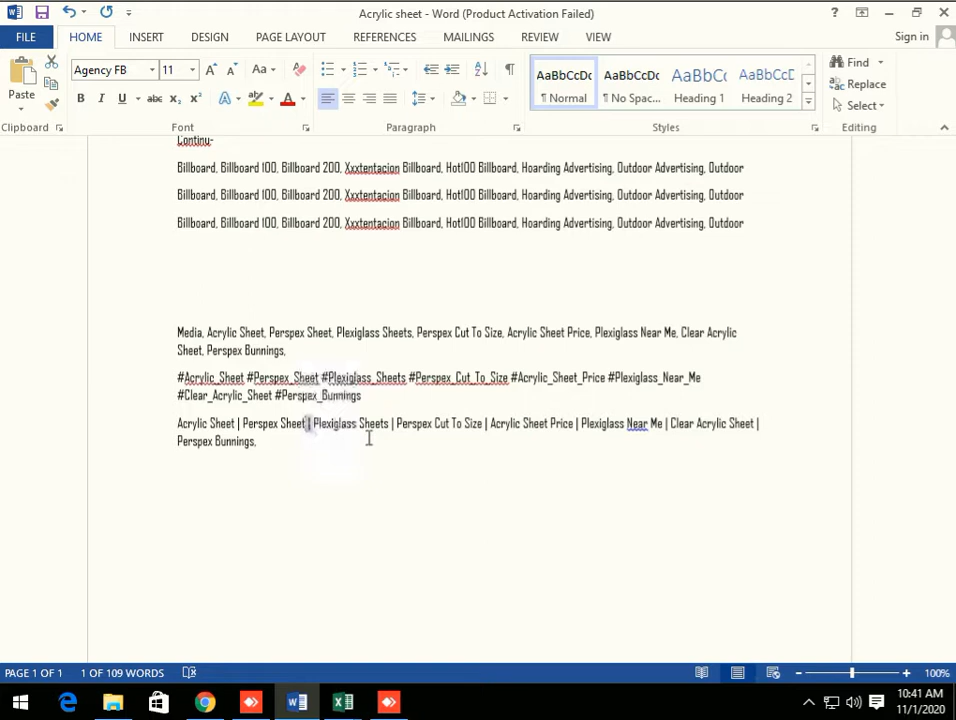 Acrylic sheet - Word (Product Activation Failed)
FILE HOME INSERT DESIGN PAGE LAYOUT REFERENCES MAILINGS REVIEW VIEW Sign in
Paste
Agency FB 11 Aa
AaBbCcDc AaBbCcDc AaBbCc AaBbCcD
¶ Normal ¶ No Spac... Heading 1 Heading 2
Find
Replace
Select
B I U abc x₂ x² A A
Clipboard Font Paragraph Styles Editing
Continu-
Billboard, Billboard 100, Billboard 200, Xxxtentacion Billboard, Hot100 Billboard, Hoarding Advertising, Outdoor Advertising, Outdoor
Billboard, Billboard 100, Billboard 200, Xxxtentacion Billboard, Hot100 Billboard, Hoarding Advertising, Outdoor Advertising, Outdoor
Billboard, Billboard 100, Billboard 200, Xxxtentacion Billboard, Hot100 Billboard, Hoarding Advertising, Outdoor Advertising, Outdoor
Media, Acrylic Sheet, Perspex Sheet, Plexiglass Sheets, Perspex Cut To Size, Acrylic Sheet Price, Plexiglass Near Me, Clear Acrylic
Sheet, Perspex Bunnings,
#Acrylic_Sheet #Perspex_Sheet #Plexiglass_Sheets #Perspex_Cut_To_Size #Acrylic_Sheet_Price #Plexiglass_Near_Me
#Clear_Acrylic_Sheet #Perspex_Bunnings
Acrylic Sheet | Perspex Sheet | Plexiglass Sheets | Perspex Cut To Size | Acrylic Sheet Price | Plexiglass Near Me | Clear Acrylic Sheet |
Perspex Bunnings,
PAGE 1 OF 1 1 OF 109 WORDS 100%
10:41 AM
11/1/2020